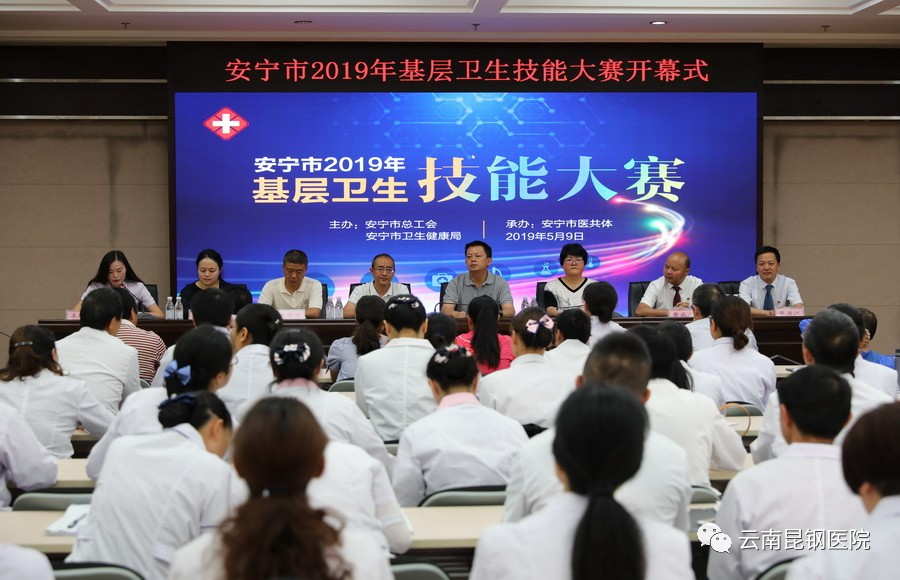 安宁市2019年基层卫生技能大赛开幕式
安宁市2019年
基层卫生 技能大赛
主办：安宁市总工会
安宁市卫生健康局
承办：安宁市医共体
2019年5月9日
云南昆钢医院